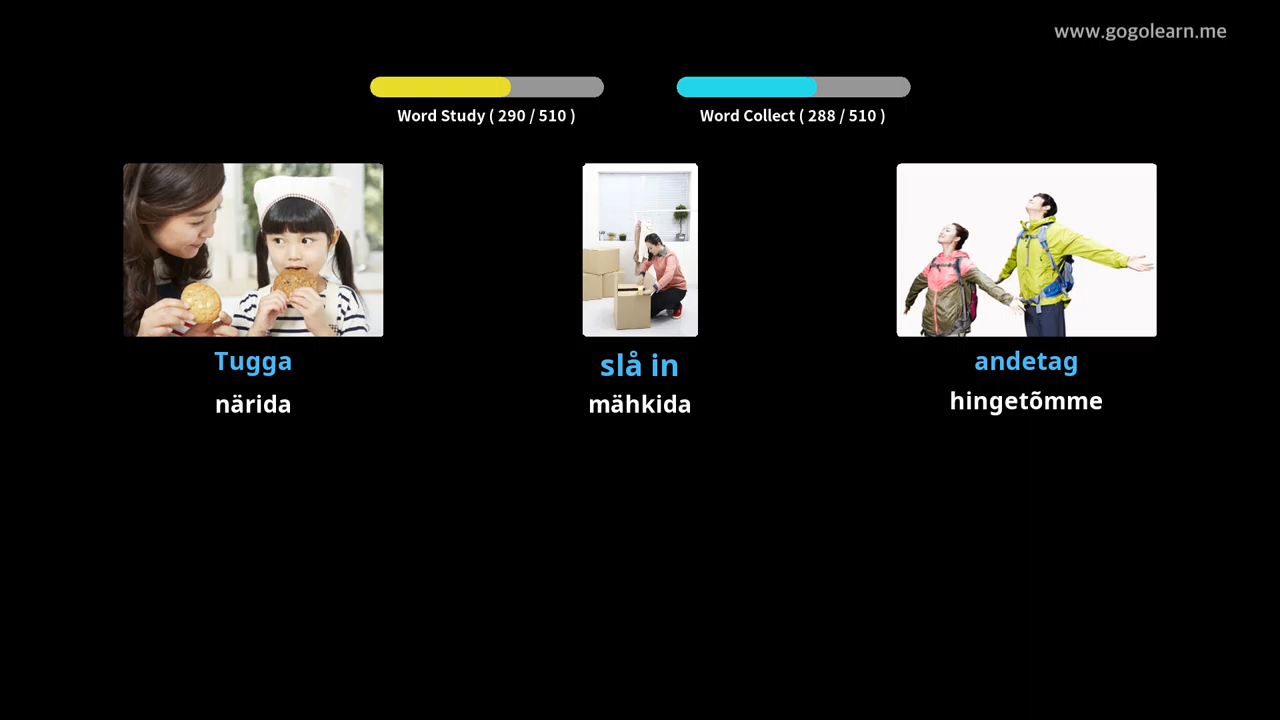 www.gogolearn.me
Word Study ( 290 / 510 )
Word Collect ( 288 / 510 )
Tugga
närida
slå in
mähkida
andetag
hingetõmme